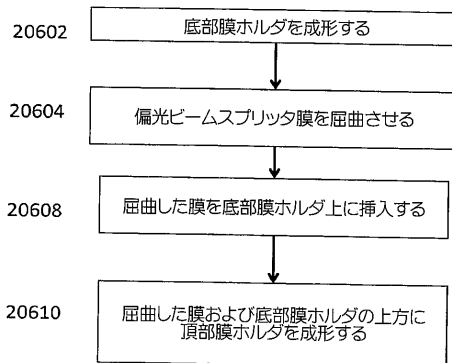 20602 底部膜ホルダを成形する
20604 偏光ビームスプリッタ膜を屈曲させる
20608 屈曲した膜を底部膜ホルダ上に挿入する
20610 屈曲した膜および底部膜ホルダの上方に
頂部膜ホルダを成形する